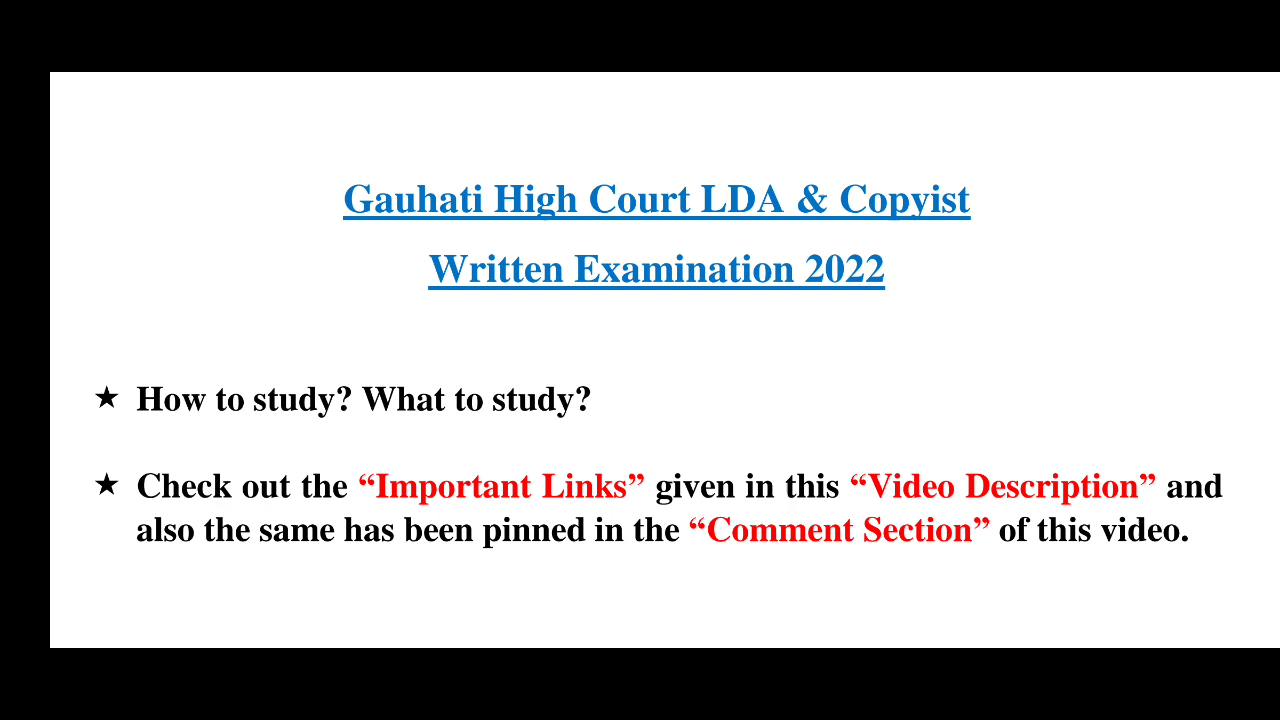 Gauhati High Court LDA & Copyist
Written Examination 2022
★ How to study? What to study?
★ Check out the “Important Links” given in this “Video Description” and
also the same has been pinned in the “Comment Section” of this video.